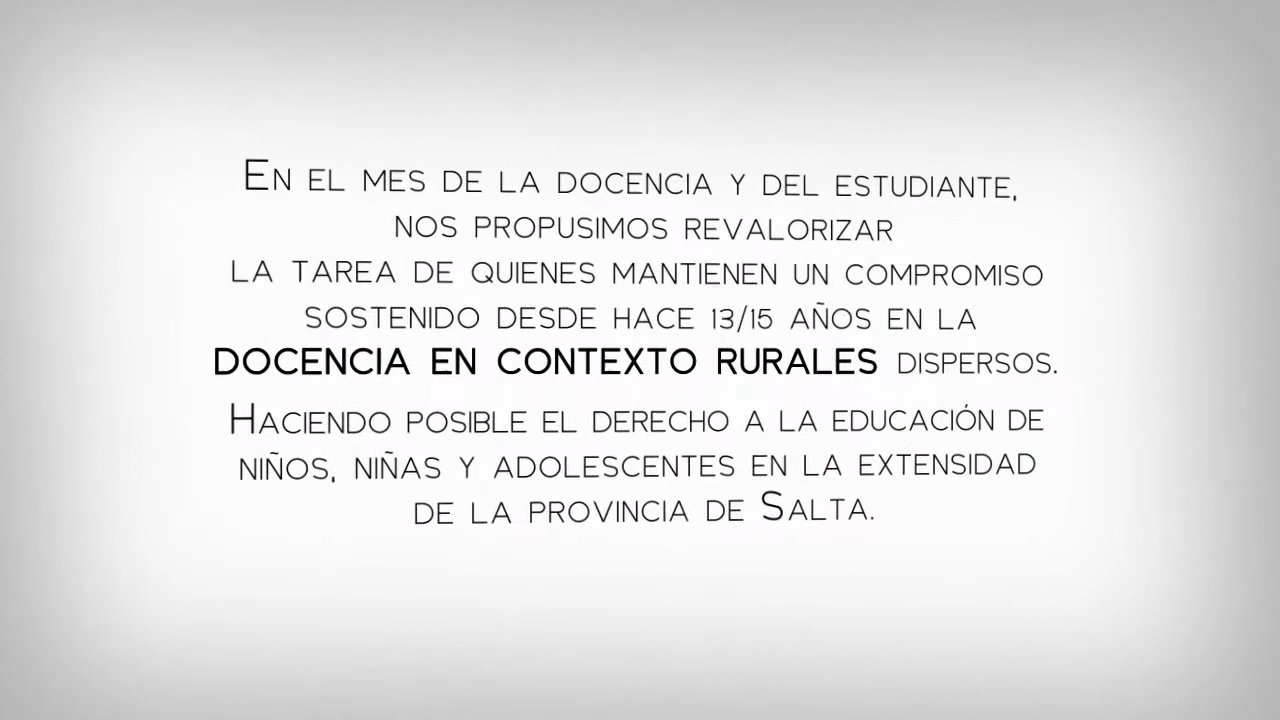 En el mes de la docencia y del estudiante,
nos propusimos revalorizar
la tarea de quienes mantienen un compromiso
sostenido desde hace 13/15 años en la
DOCENCIA EN CONTEXTO RURALES dispersos.
Haciendo posible el derecho a la educación de
niños, niñas y adolescentes en la extensidad
de la provincia de Salta.